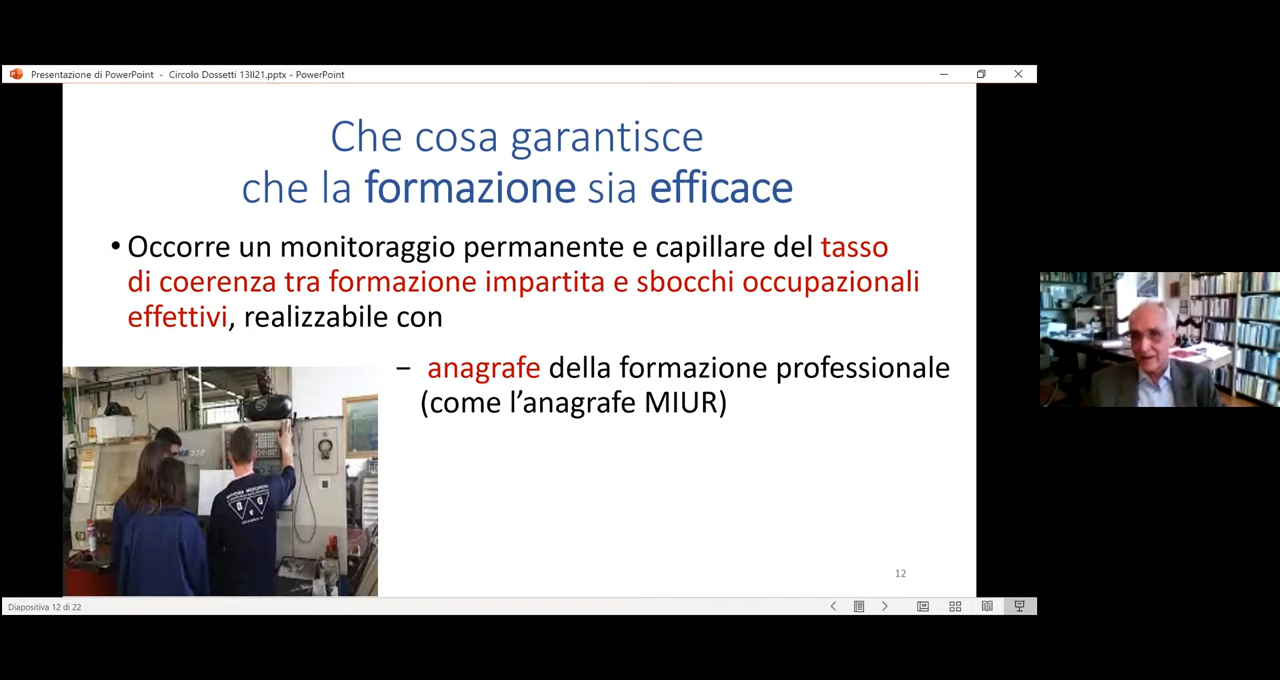 Presentazione di PowerPoint - Circolo Dossetti 13II21.pptx - PowerPoint
Che cosa garantisce
che la formazione sia efficace
• Occorre un monitoraggio permanente e capillare del tasso
di coerenza tra formazione impartita e sbocchi occupazionali
effettivi, realizzabile con
– anagrafe della formazione professionale
(come l’anagrafe MIUR)
12
Diapositiva 12 di 22